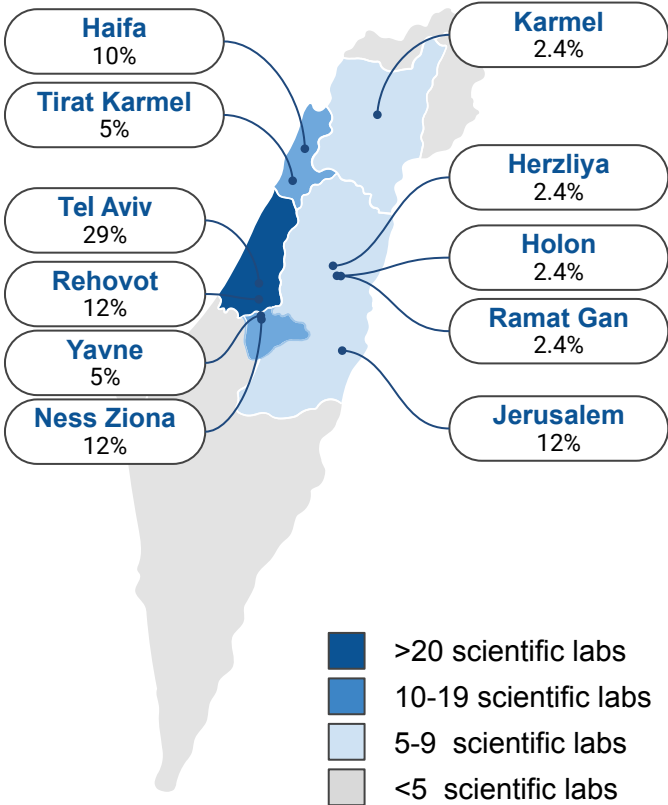 Haifa
10%
Tirat Karmel
5%
Tel Aviv
29%
Rehovot
12%
Yavne
5%
Ness Ziona
12%
Karmel
2.4%
Herzliya
2.4%
Holon
2.4%
Ramat Gan
2.4%
Jerusalem
12%
>20 scientific labs
10-19 scientific labs
5-9 scientific labs
<5 scientific labs